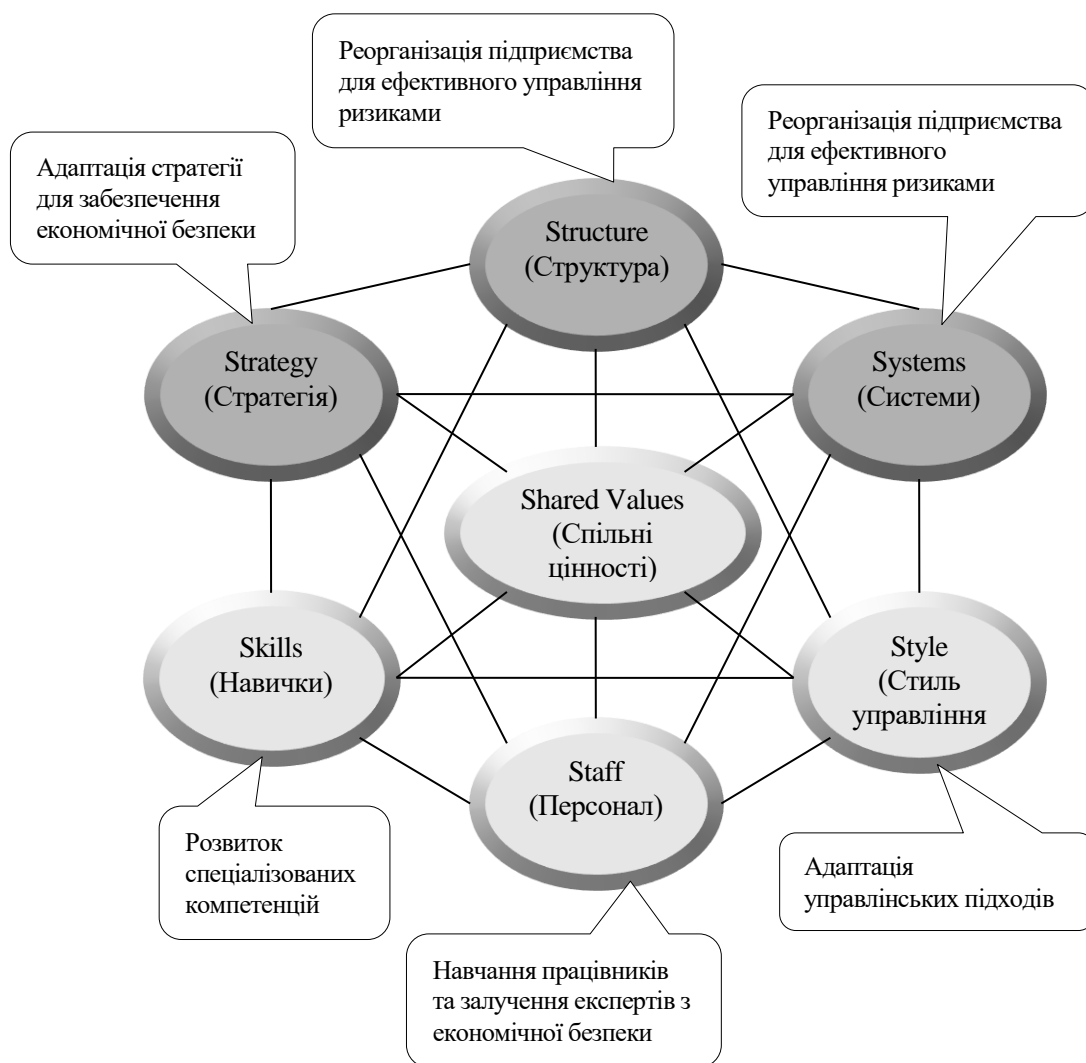 Реорганізація підприємства
для ефективного управління
ризиками
Реорганізація підприємства
для ефективного
управління ризиками
Адаптація стратегії
для забезпечення
економічної безпеки
Structure
(Структура)
Strategy
(Стратегія)
Systems
(Системи)
Shared Values
(Спільні
цінності)
Skills
(Навички)
Style
(Стиль
управління
Staff
(Персонал)
Розвиток
спеціалізованих
компетенцій
Адаптація
управлінських підходів
Навчання працівників
та залучення експертів з
економічної безпеки